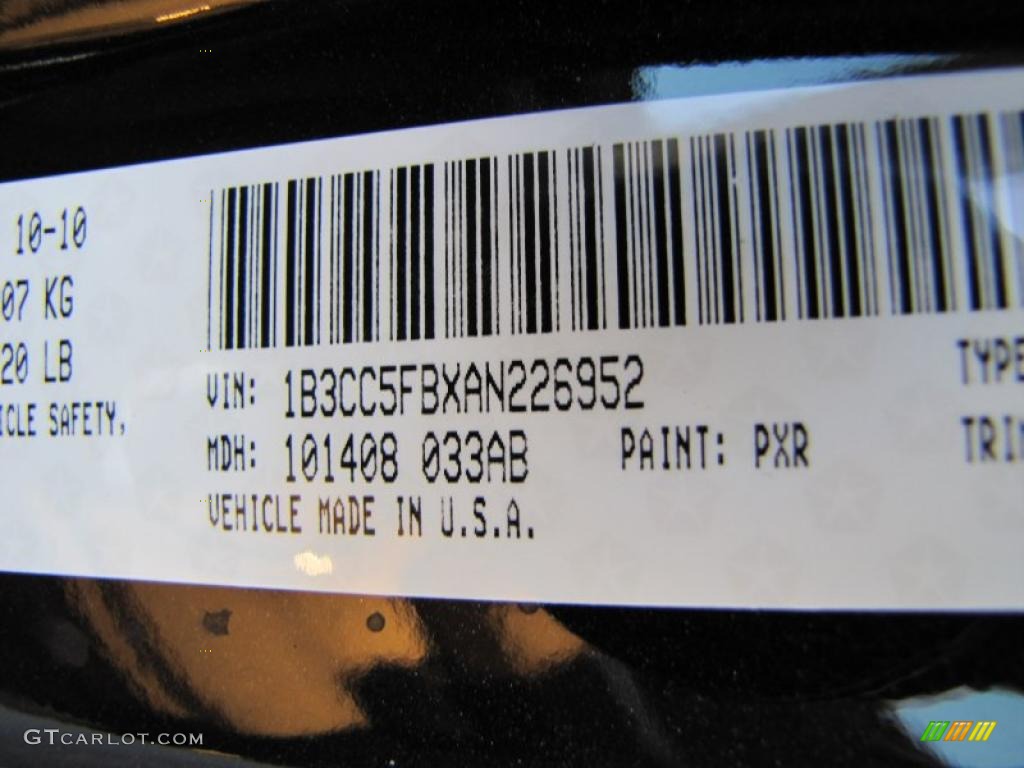 10-10
07 KG
20 LB
ICLE SAFETY,
VIN: 1B3CC5FBXAN226952
MDH: 101408 033AB PAINT: PXR
VEHICLE MADE IN U.S.A.
TYPE
TRIM
GTCARLOT.COM